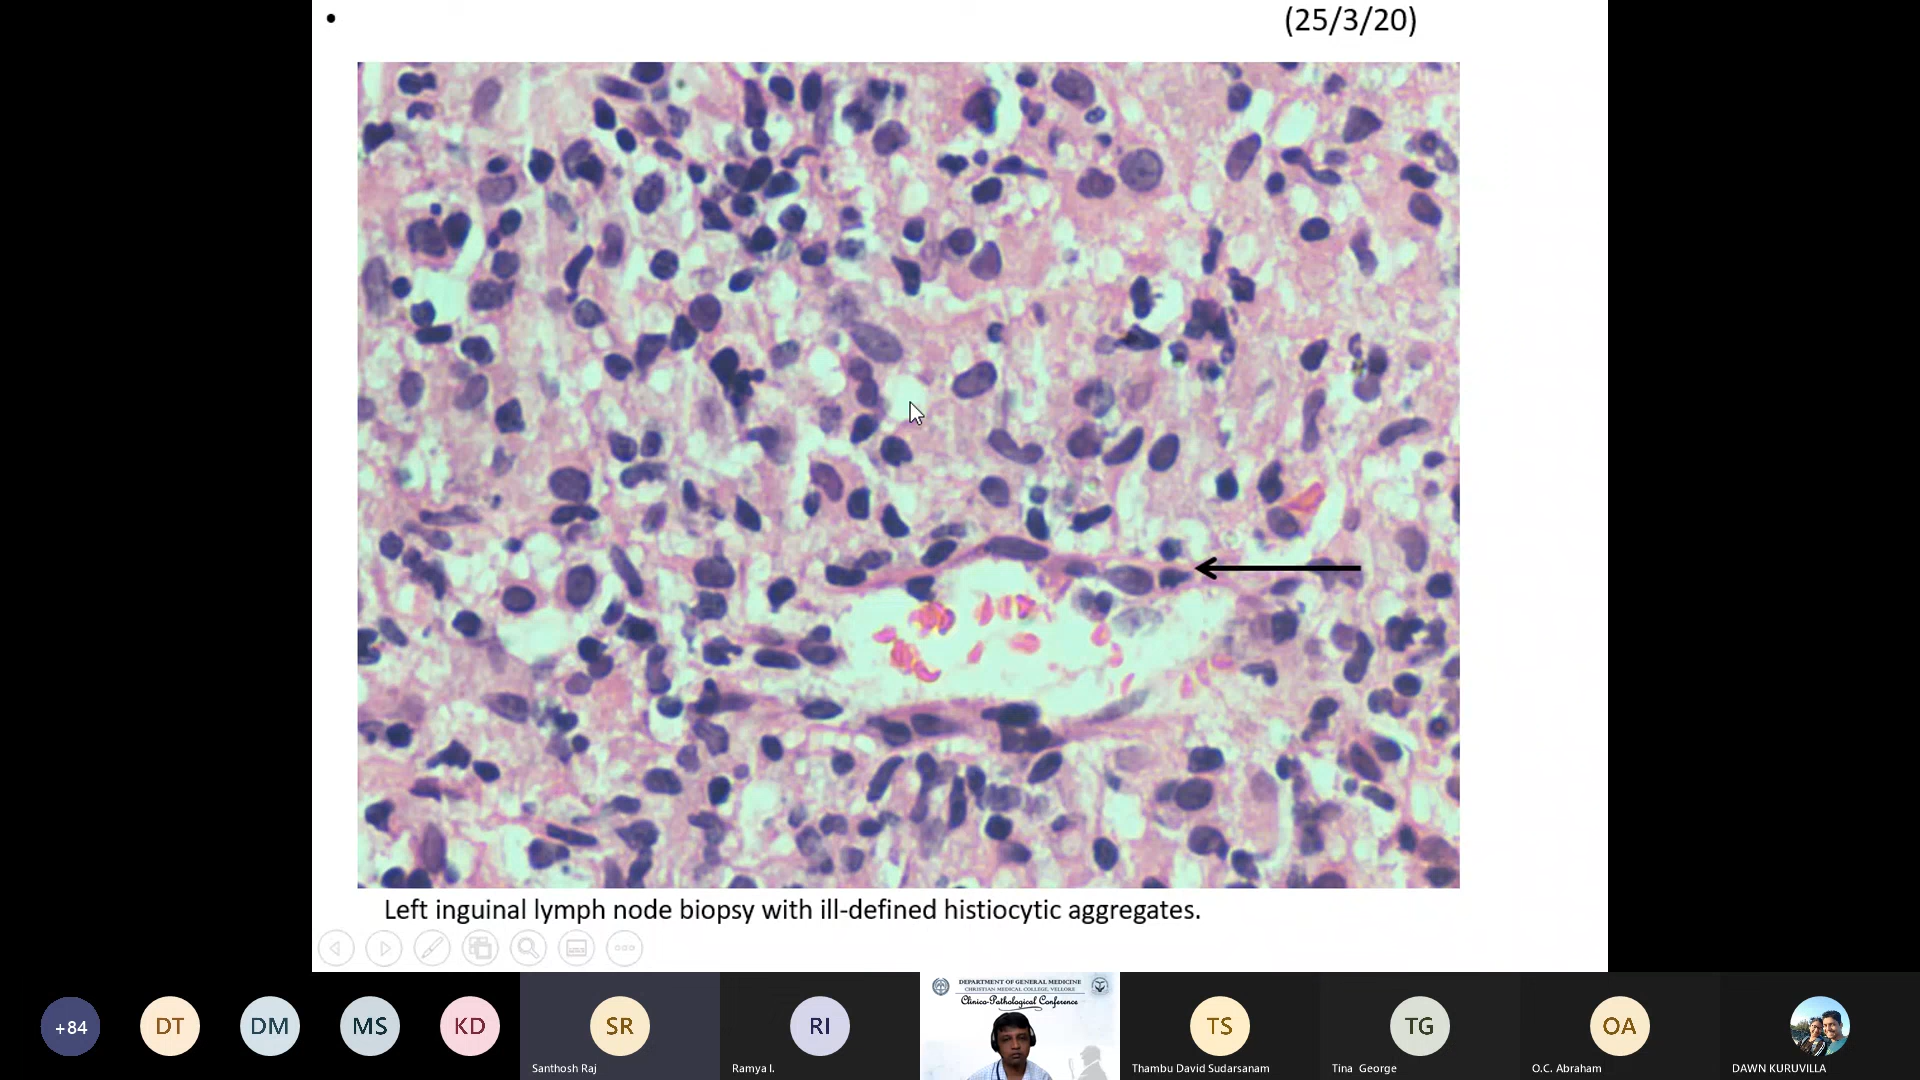 (25/3/20)
Left inguinal lymph node biopsy with ill-defined histiocytic aggregates.
DEPARTMENT OF GENERAL MEDICINE
CHRISTIAN MEDICAL COLLEGE, VELLORE
Clinico-Pathological Conference
+84
DT
DM
MS
KD
SR
RI
TS
TG
OA
Santhosh Raj
Ramya I.
Thambu David Sudarsanam
Tina George
O.C. Abraham
DAWN KURUVILLA